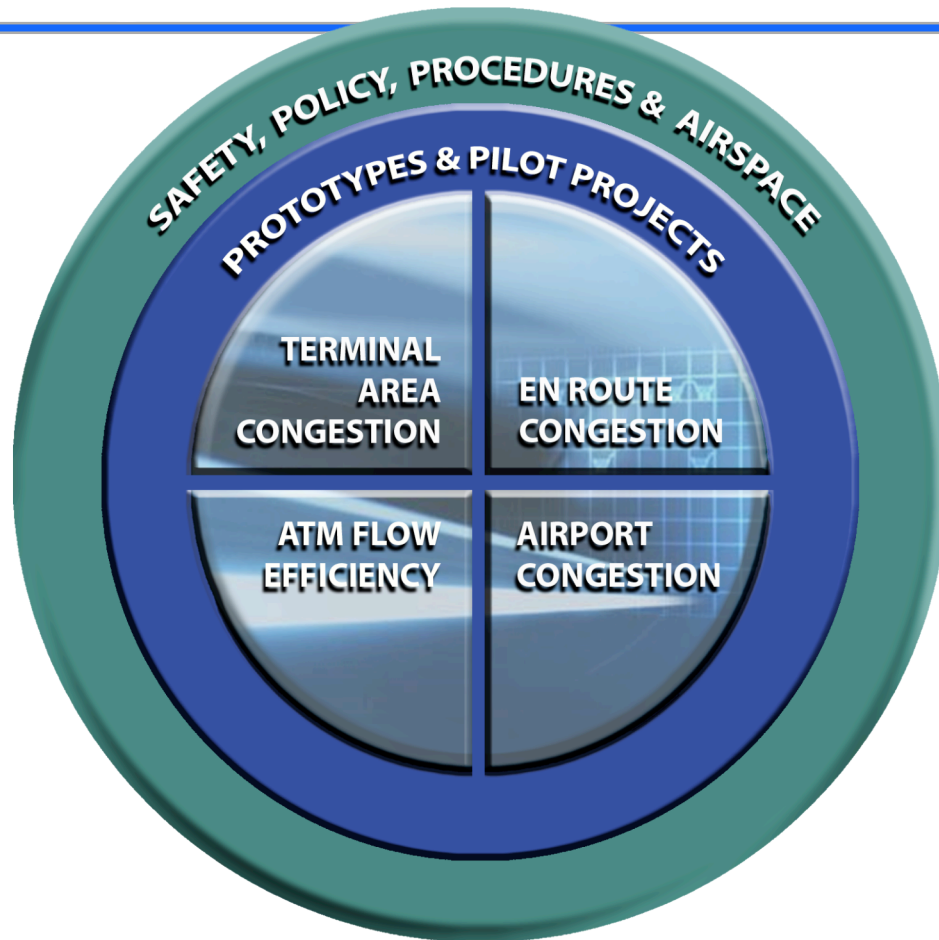 SAFETY, POLICY, PROCEDURES & AIRSPACE
PROTOTYPES & PILOT PROJECTS
TERMINAL
AREA
CONGESTION
EN ROUTE
CONGESTION
ATM FLOW
EFFICIENCY
AIRPORT
CONGESTION